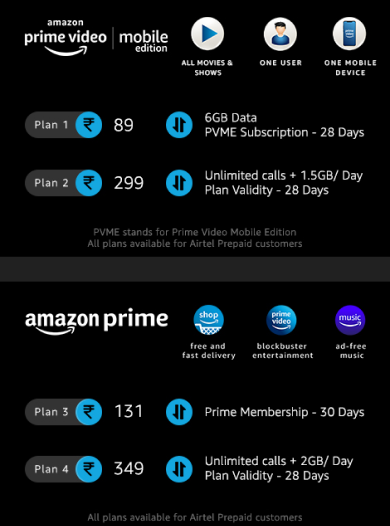 amazon
prime video | mobile
edition
ALL MOVIES &
SHOWS
ONE USER
ONE MOBILE
DEVICE
Plan 1 ₹ 89
6GB Data
PVME Subscription - 28 Days
Plan 2 ₹ 299
Unlimited calls + 1.5GB/ Day
Plan Validity - 28 Days
PVME stands for Prime Video Mobile Edition
All plans available for Airtel Prepaid customers
amazon prime
shop
prime
video
music
free and
fast delivery
blockbuster
entertainment
ad-free
music
Plan 3 ₹ 131
Prime Membership - 30 Days
Plan 4 ₹ 349
Unlimited calls + 2GB/ Day
Plan Validity - 28 Days
All plans available for Airtel Prepaid customers